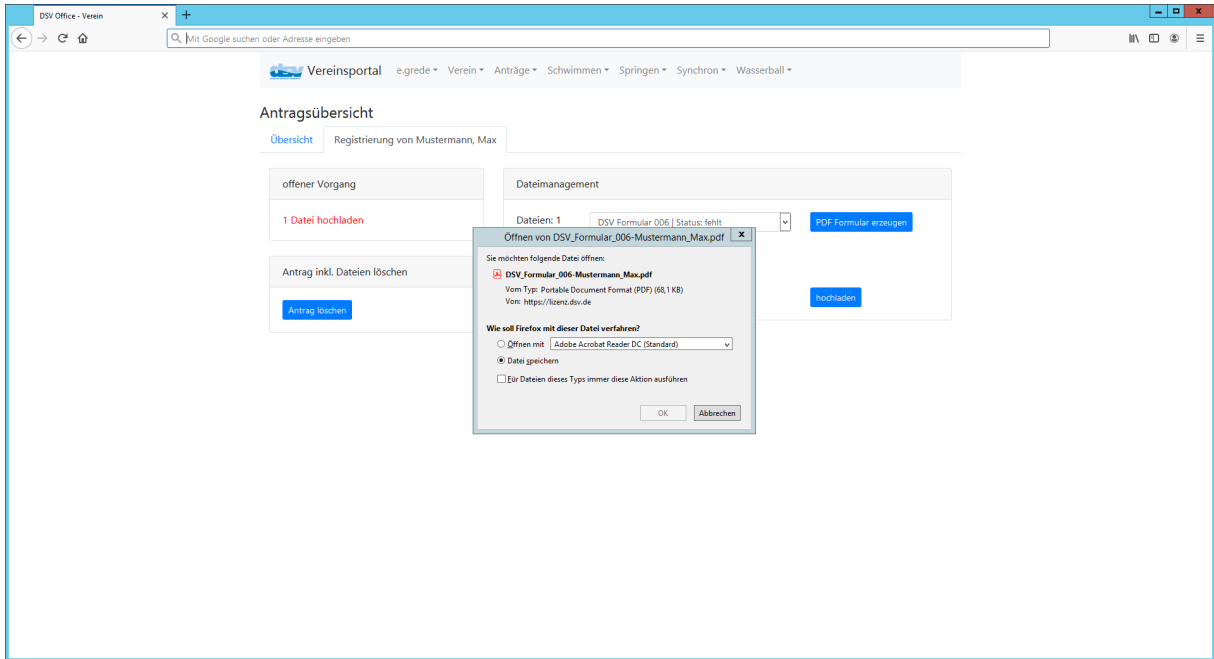 DSV Office - Verein
Mit Google suchen oder Adresse eingeben
dsv Vereinsportal e.grede Verein Anträge Schwimmen Springen Synchron Wasserball
Antragsübersicht
Übersicht Registrierung von Mustermann, Max
offener Vorgang
1 Datei hochladen
Antrag inkl. Dateien löschen
Antrag löschen
Dateimanagement
Dateien: 1 DSV Formular 006 | Status: fehlt PDF Formular erzeugen
hochladen
Öffnen von DSV_Formular_006-Mustermann_Max.pdf
Sie möchten folgende Datei öffnen:
DSV_Formular_006-Mustermann_Max.pdf
Vom Typ: Portable Document Format (PDF) (68,1 KB)
Von: https://lizenz.dsv.de
Wie soll Firefox mit dieser Datei verfahren?
Öffnen mit Adobe Acrobat Reader DC (Standard)
Datei speichern
Für Dateien dieses Typs immer diese Aktion ausführen
OK Abbrechen